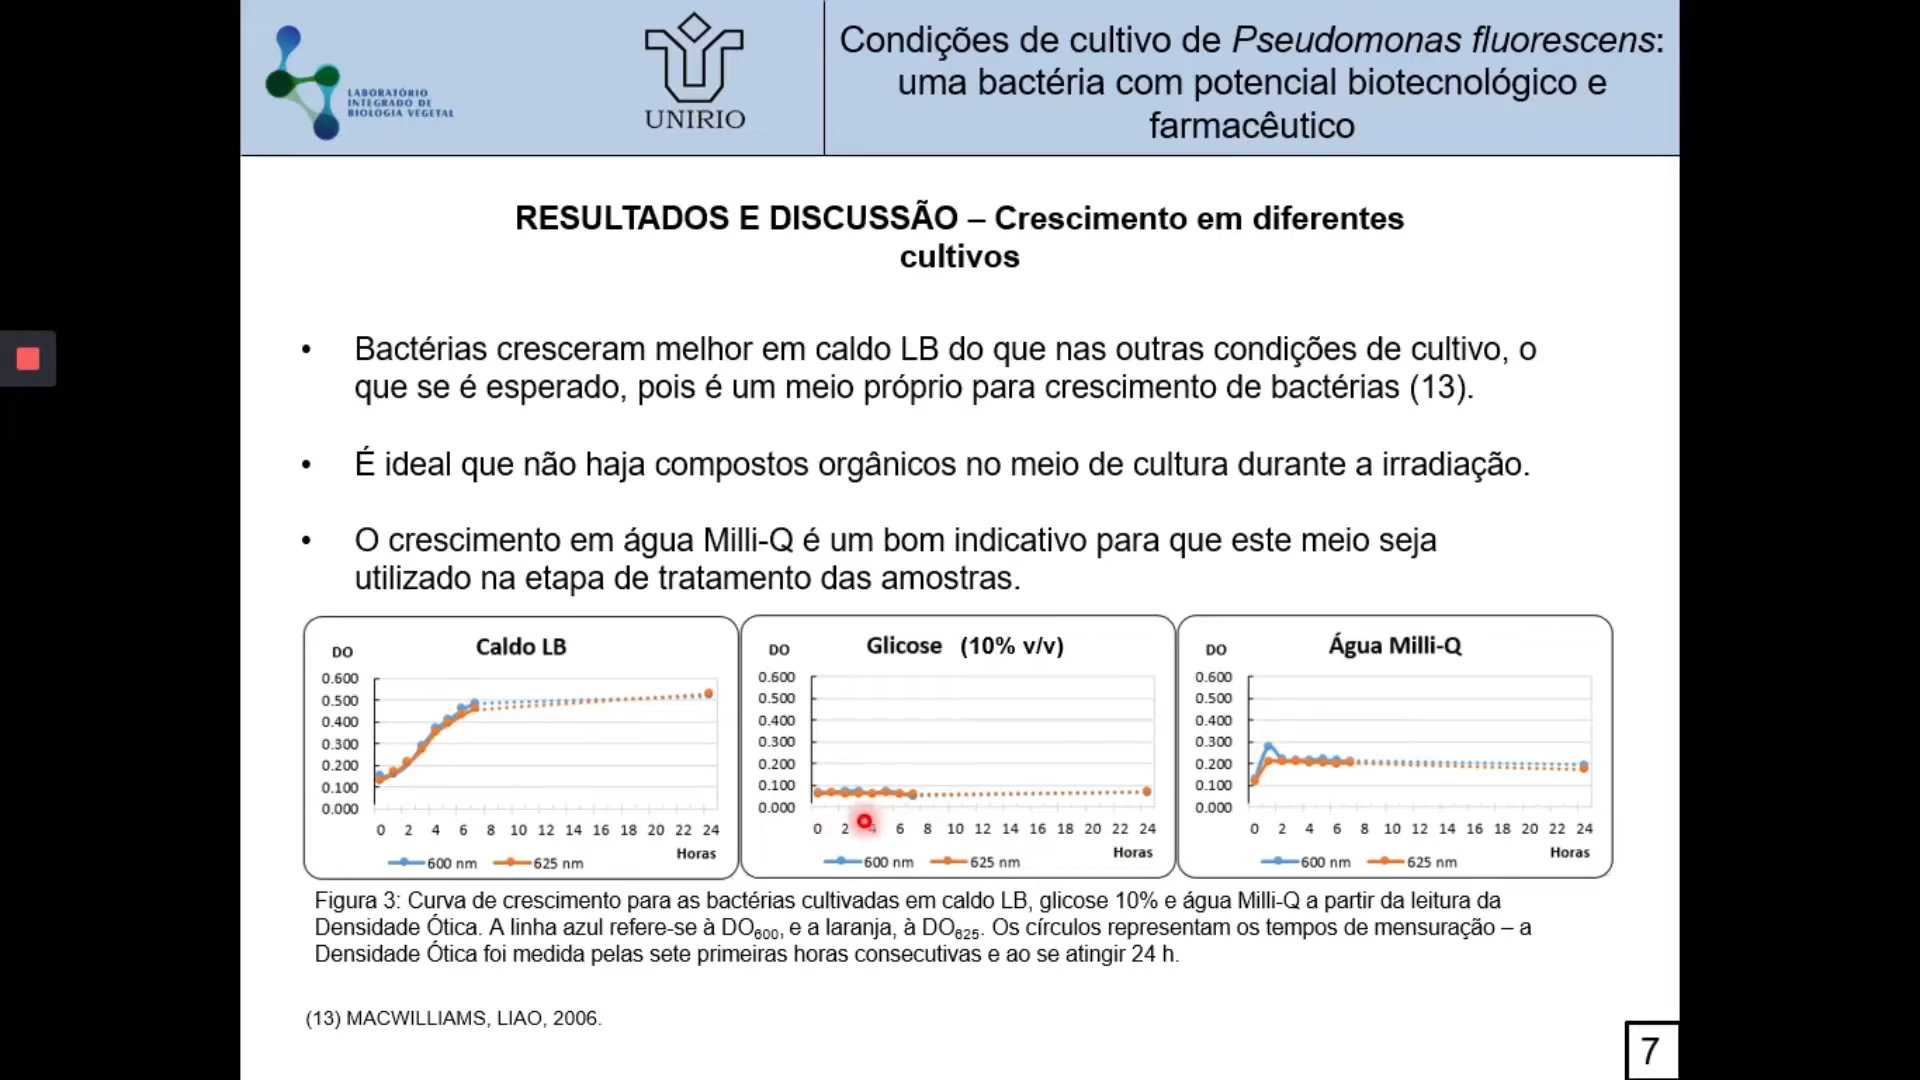 LABORATÓRIO
INTEGRADO DE
BIOLOGIA VEGETAL
UNIRIO
Condições de cultivo de Pseudomonas fluorescens:
uma bactéria com potencial biotecnológico e
farmacêutico
RESULTADOS E DISCUSSÃO – Crescimento em diferentes
cultivos
• Bactérias cresceram melhor em caldo LB do que nas outras condições de cultivo, o
que se é esperado, pois é um meio próprio para crescimento de bactérias (13).
• É ideal que não haja compostos orgânicos no meio de cultura durante a irradiação.
• O crescimento em água Milli-Q é um bom indicativo para que este meio seja
utilizado na etapa de tratamento das amostras.
DO Caldo LB
0.600
0.500
0.400
0.300
0.200
0.100
0.000
0 2 4 6 8 10 12 14 16 18 20 22 24
Horas
600 nm 625 nm
DO Glicose (10% v/v)
0.600
0.500
0.400
0.300
0.200
0.100
0.000
0 2 4 6 8 10 12 14 16 18 20 22 24
Horas
600 nm 625 nm
DO Água Milli-Q
0.600
0.500
0.400
0.300
0.200
0.100
0.000
0 2 4 6 8 10 12 14 16 18 20 22 24
Horas
600 nm 625 nm
Figura 3: Curva de crescimento para as bactérias cultivadas em caldo LB, glicose 10% e água Milli-Q a partir da leitura da
Densidade Ótica. A linha azul refere-se à DO₆₀₀, e a laranja, à DO₆₂₅. Os círculos representam os tempos de mensuração – a
Densidade Ótica foi medida pelas sete primeiras horas consecutivas e ao se atingir 24 h.
(13) MACWILLIAMS, LIAO, 2006.
7